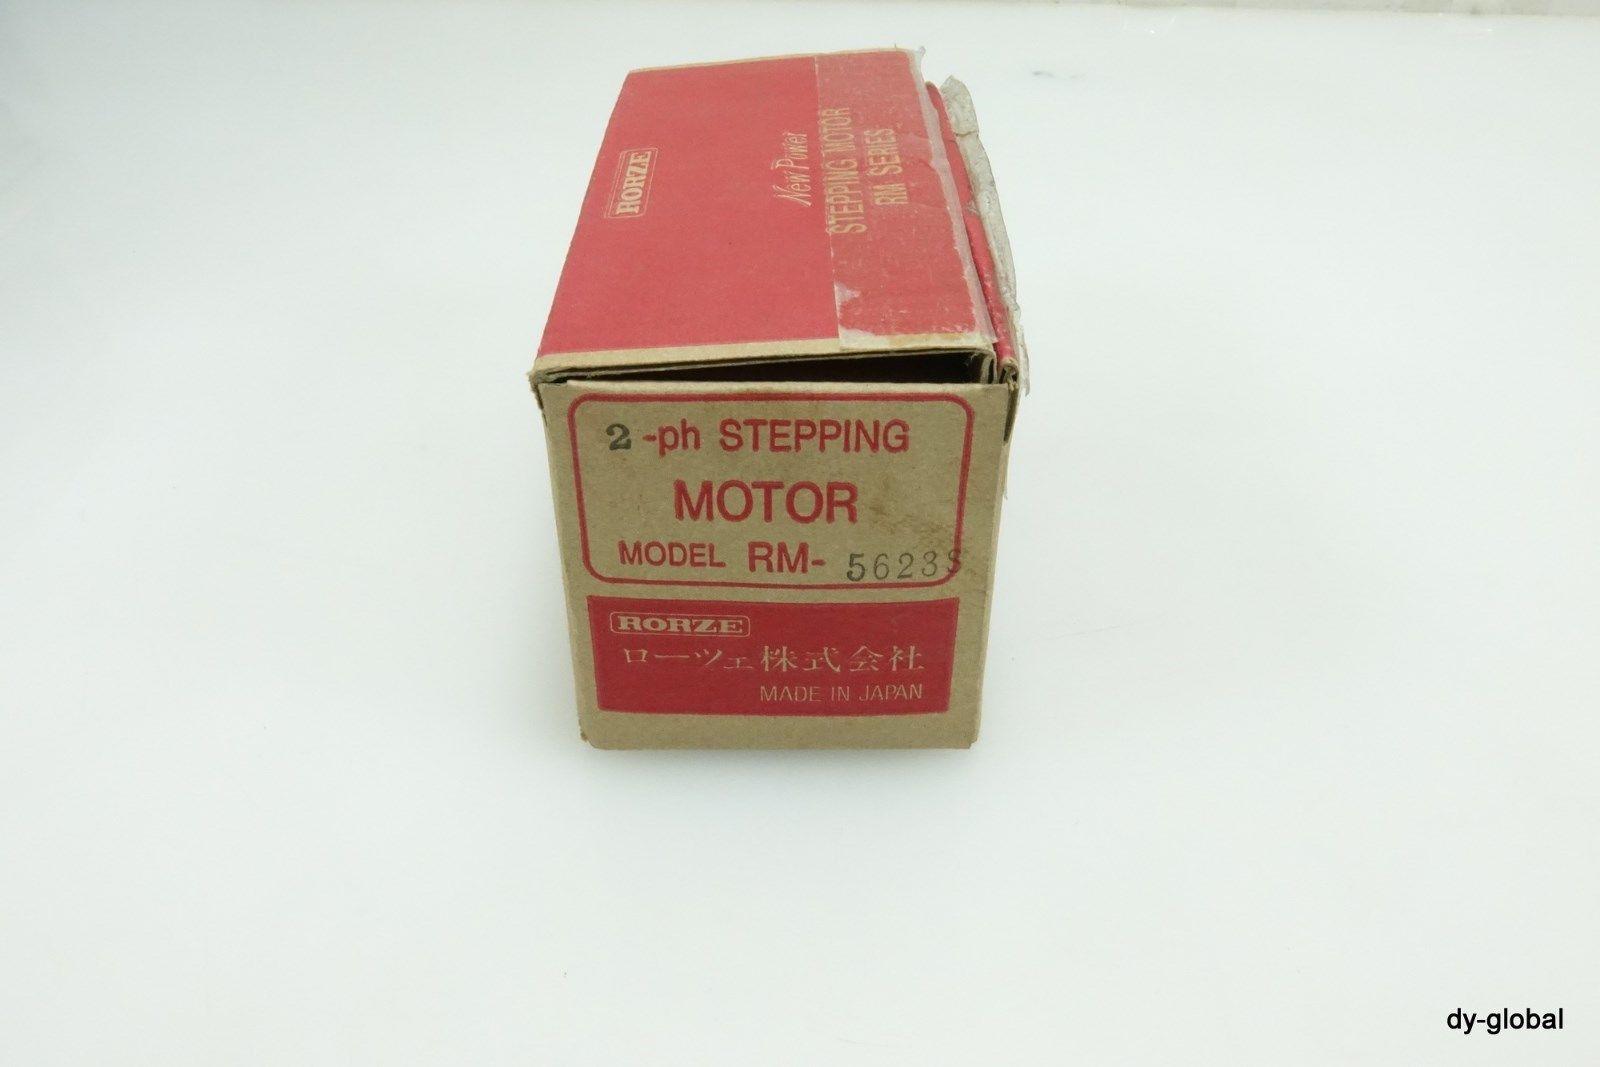 RORZE
New Power
STEPPING MOTOR
RM SERIES
2-ph STEPPING
MOTOR
MODEL RM- 5623S
RORZE
ローツェ株式会社
MADE IN JAPAN
dy-global